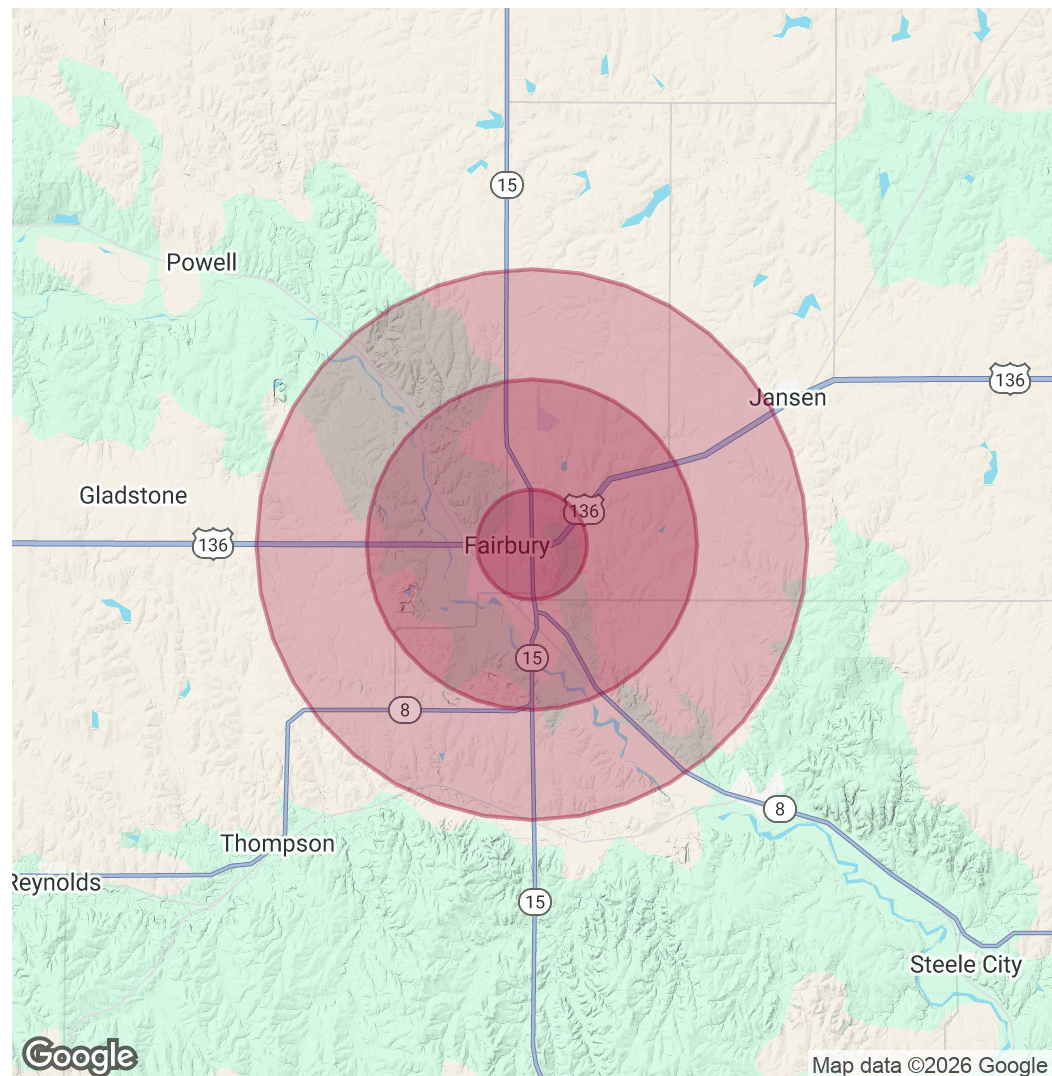 15
Powell
136
Jansen
Gladstone
136
136
Fairbury
15
8
8
Thompson
Reynolds
15
Steele City
Google
Map data ©2026 Google